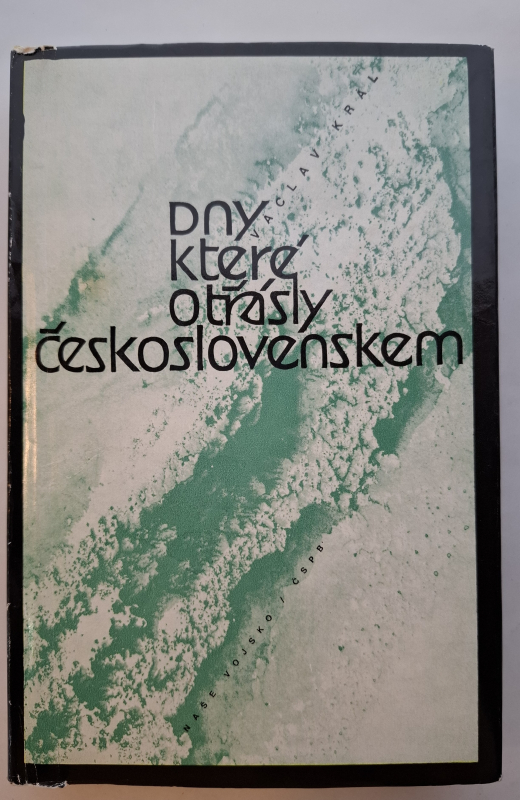 VÁCLAV KRÁL
Dny
které
otřásly
československem
NAŠE VOJSKO / ČSPB